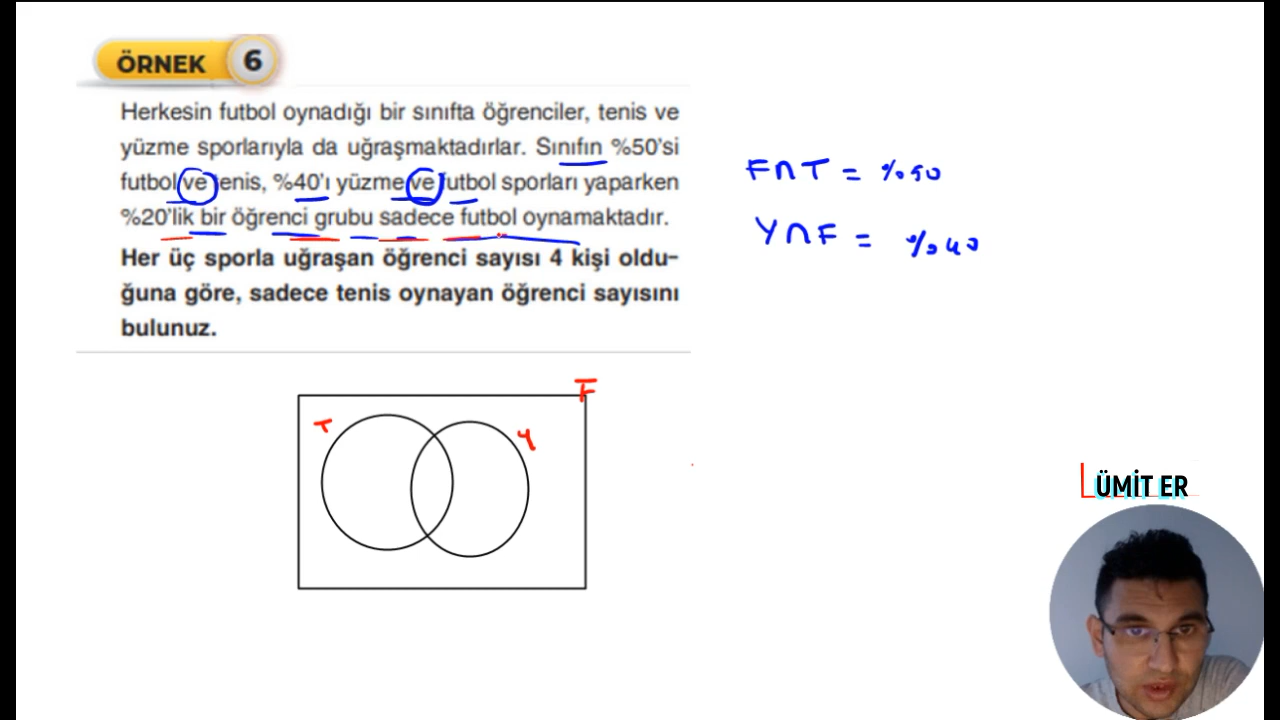 ÖRNEK 6
Herkesin futbol oynadığı bir sınıfta öğrenciler, tenis ve
yüzme sporlarıyla da uğraşmaktadırlar. Sınıfın %50'si
futbol ve tenis, %40'ı yüzme ve futbol sporları yaparken
%20'lik bir öğrenci grubu sadece futbol oynamaktadır.
Her üç sporla uğraşan öğrenci sayısı 4 kişi oldu-
ğuna göre, sadece tenis oynayan öğrenci sayısını
bulunuz.
F∩T = %50
Y∩F = %40
F
T
Y
ÜMİT ER